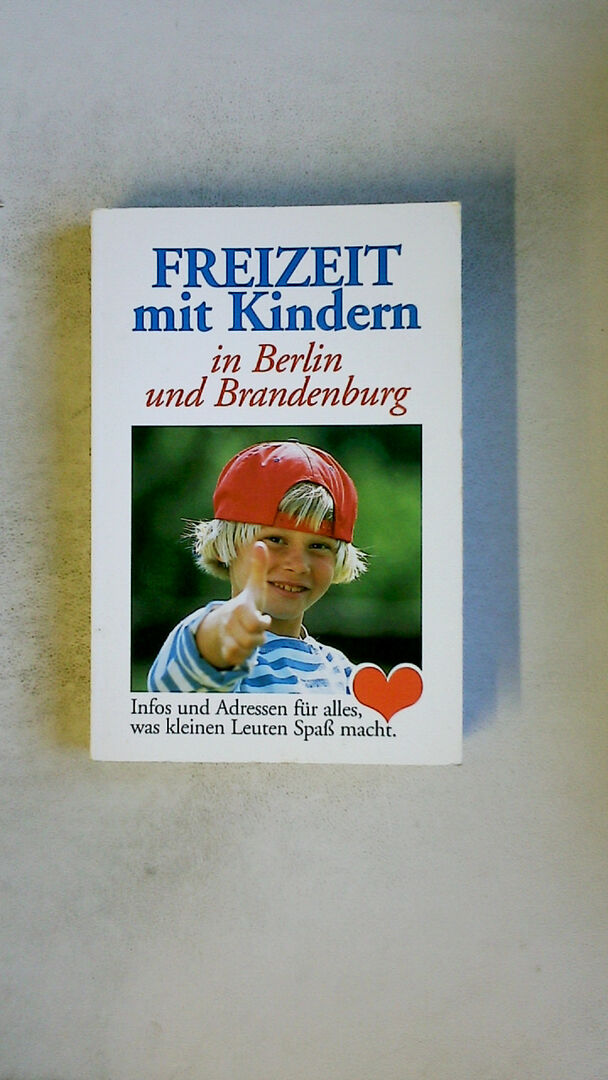 FREIZEIT
mit Kindern
in Berlin
und Brandenburg
Infos und Adressen für alles,
was kleinen Leuten Spaß macht.